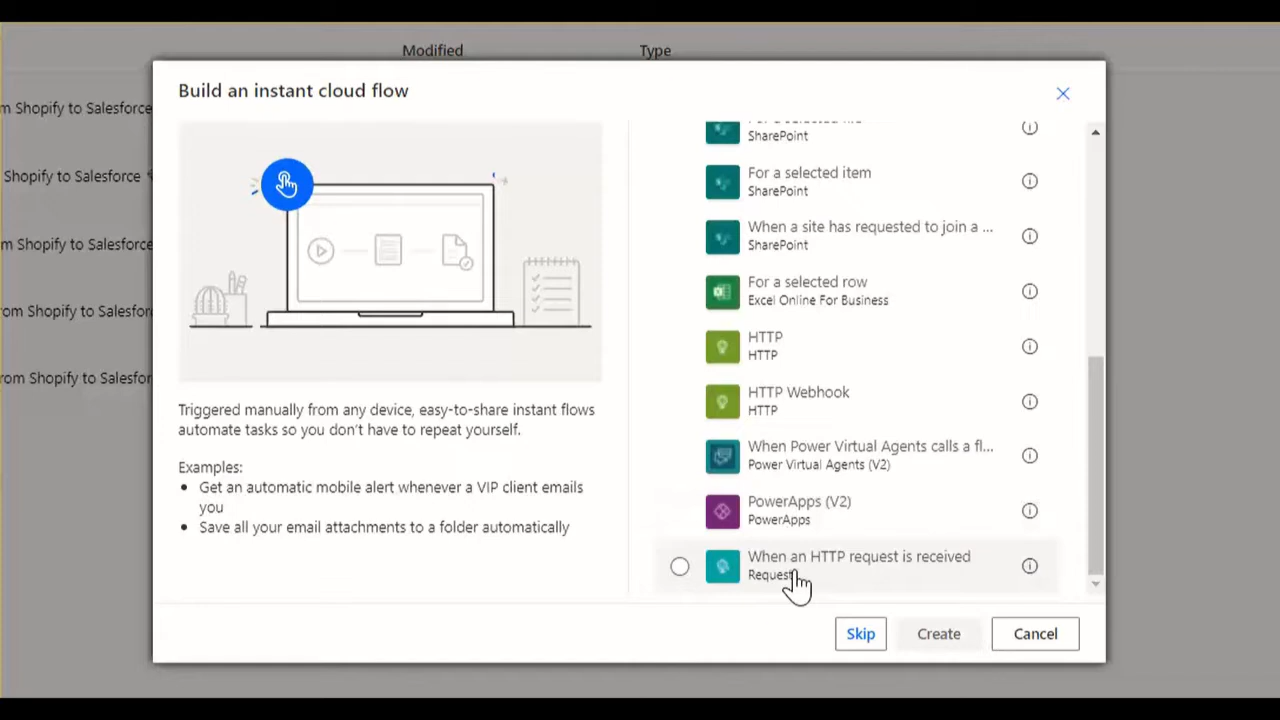 Modified
Type
m Shopify to Salesforce
Shopify to Salesforce
om Shopify to Salesforce
rom Shopify to Salesforc
rom Shopify to Salesfor
Build an instant cloud flow
Triggered manually from any device, easy-to-share instant flows
automate tasks so you don't have to repeat yourself.
Examples:
Get an automatic mobile alert whenever a VIP client emails
you
Save all your email attachments to a folder automatically
SharePoint
For a selected item
SharePoint
When a site has requested to join a ...
SharePoint
For a selected row
Excel Online For Business
HTTP
HTTP
HTTP Webhook
HTTP
When Power Virtual Agents calls a fl...
Power Virtual Agents (V2)
PowerApps (V2)
PowerApps
When an HTTP request is received
Request
Skip
Create
Cancel